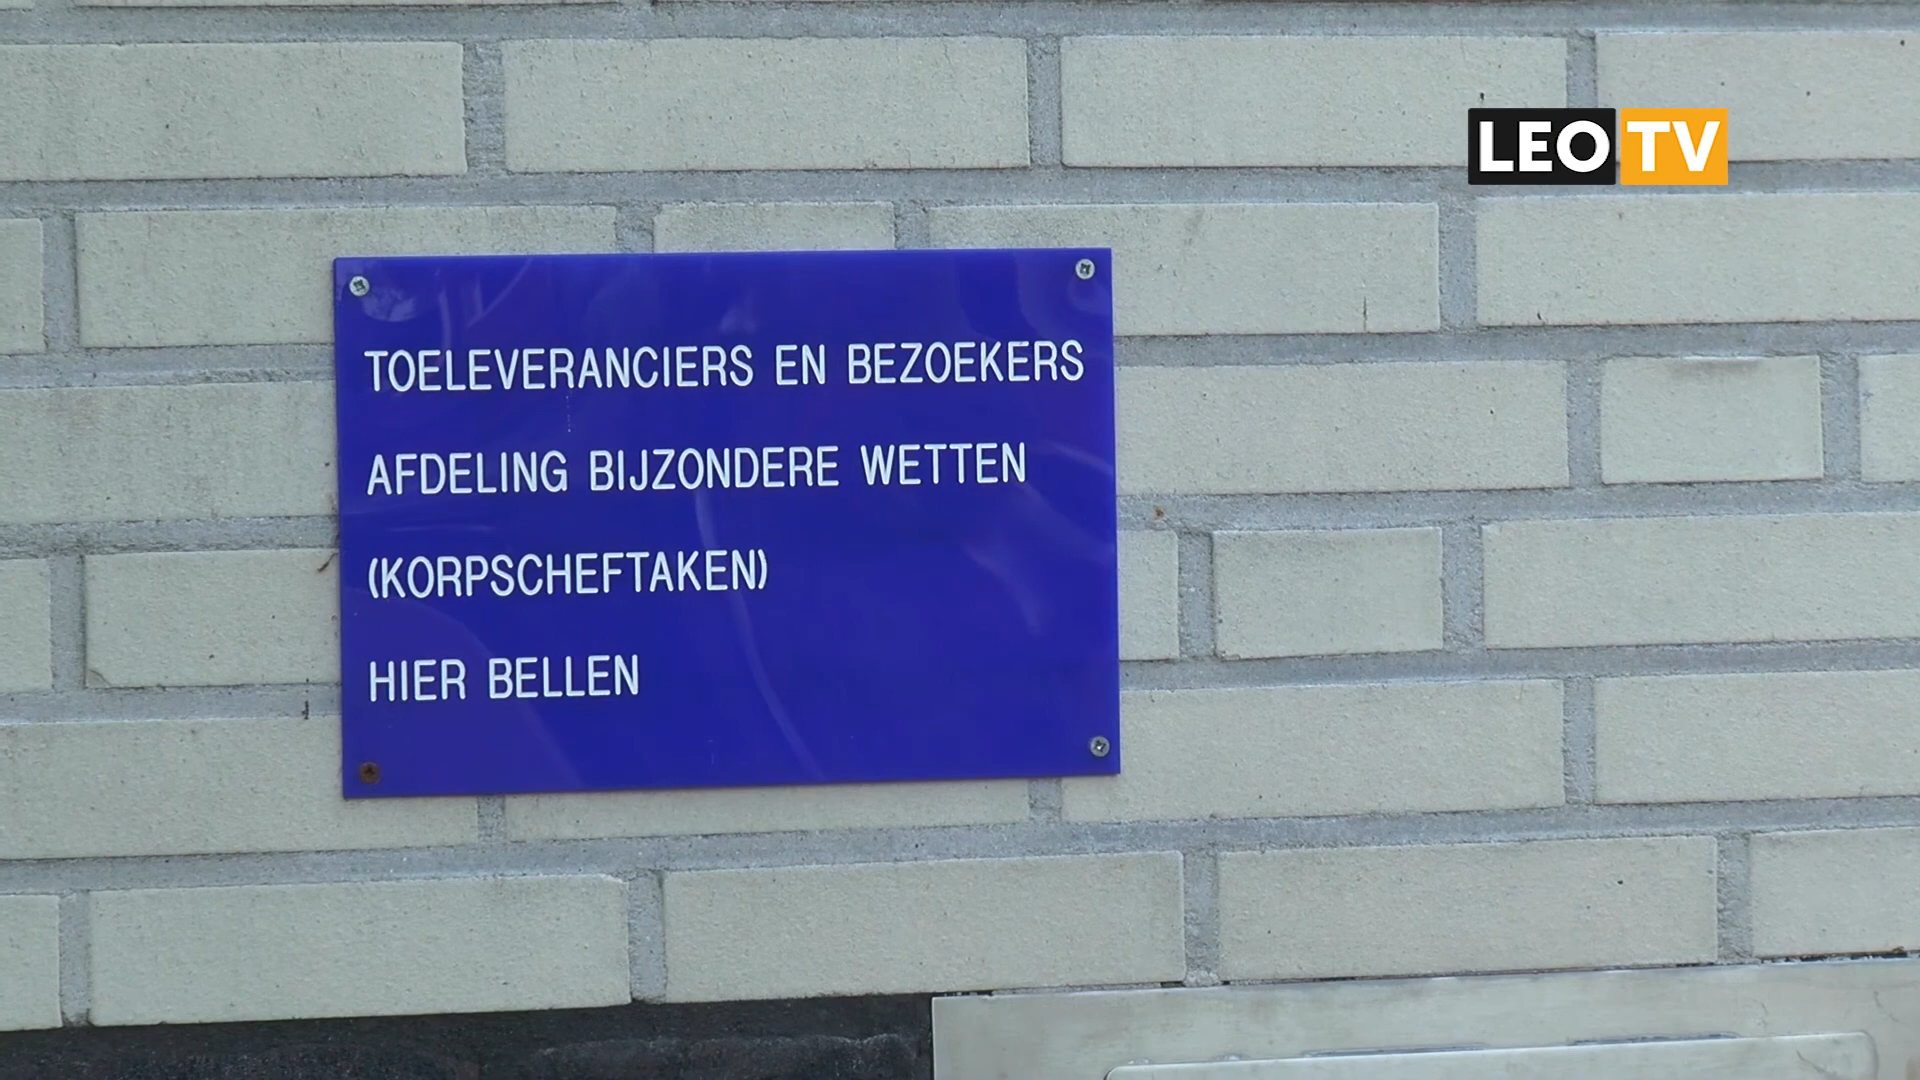 LEO TV
TOELEVERANCIERS EN BEZOEKERS
AFDELING BIJZONDERE WETTEN
(KORPSCHEFTAKEN)
HIER BELLEN